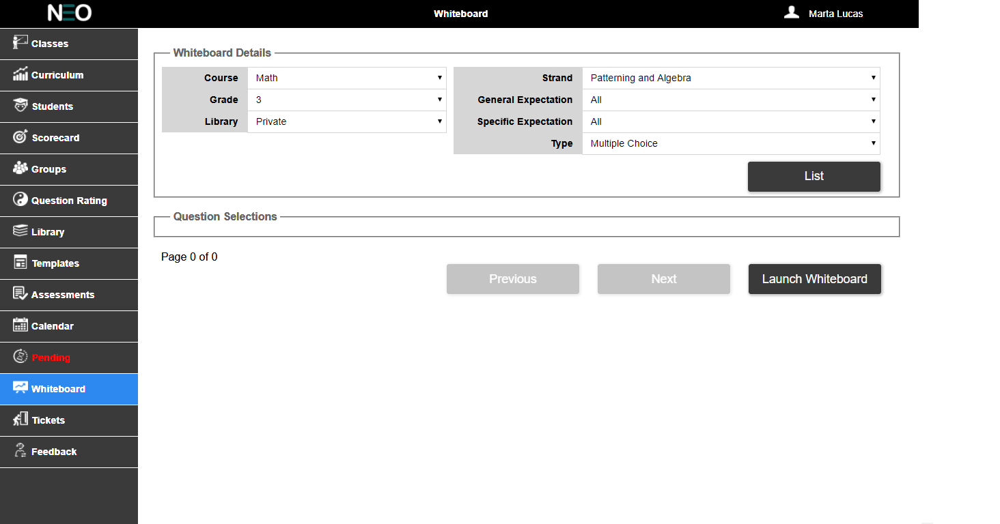 NEO
Whiteboard
Marta Lucas
Classes
Curriculum
Students
Scorecard
Groups
Question Rating
Library
Templates
Assessments
Calendar
Pending
Whiteboard
Tickets
Feedback
Whiteboard Details
Course Math
Grade 3
Library Private
Strand Patterning and Algebra
General Expectation All
Specific Expectation All
Type Multiple Choice
List
Question Selections
Page 0 of 0
Previous Next Launch Whiteboard